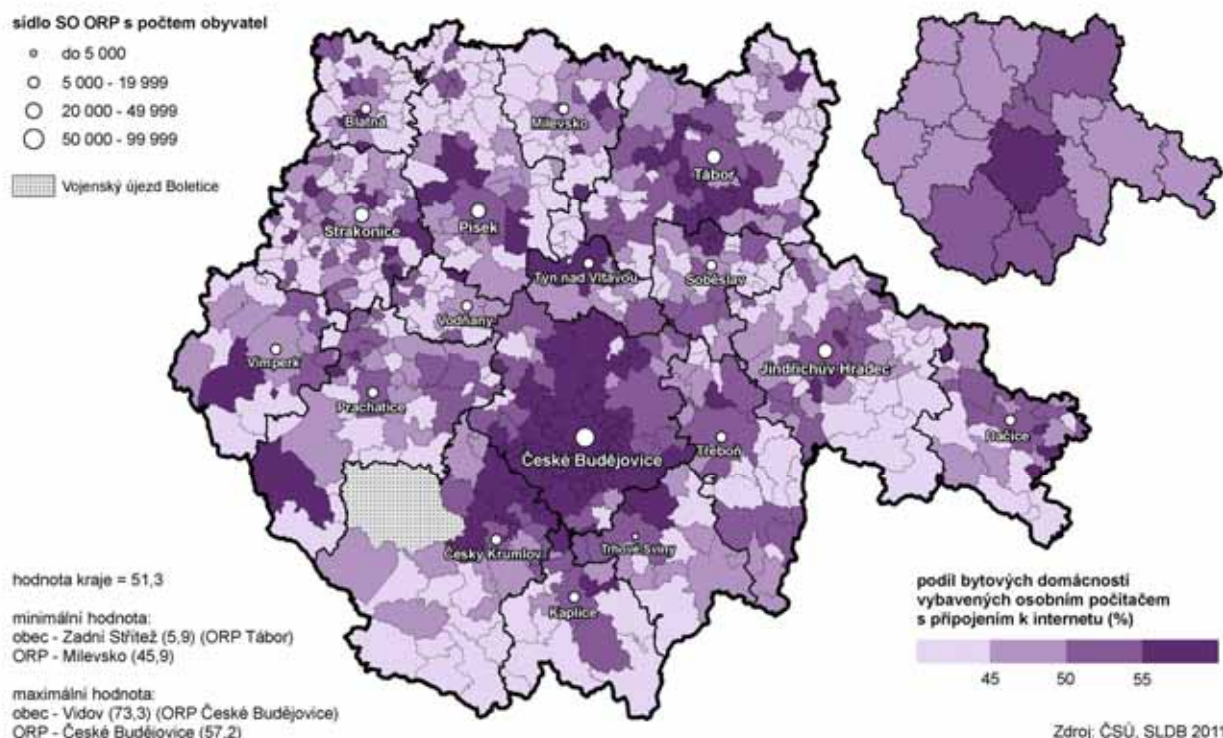 sídlo SO ORP s počtem obyvatel
do 5 000
5 000 - 19 999
20 000 - 49 999
50 000 - 99 999
Vojenský újezd Boletice
Blatná
Milevsko
Tábor
Strakonice
Písek
Týn nad Vltavou
Soběslav
Vodňany
Vimperk
Jindřichův Hradec
Prachatice
Dačice
České Budějovice
Třeboň
Český Krumlov
Trhové Sviny
Kaplice
hodnota kraje = 51,3
minimální hodnota:
obec - Zadní Střítež (5,9) (ORP Tábor)
ORP - Milevsko (45,9)
maximální hodnota:
obec - Vidov (73,3) (ORP České Budějovice)
ORP - České Budějovice (57,2)
podíl bytových domácností
vybavených osobním počítačem
s připojením k internetu (%)
45 50 55
Zdroj: ČSÚ, SLDB 2011